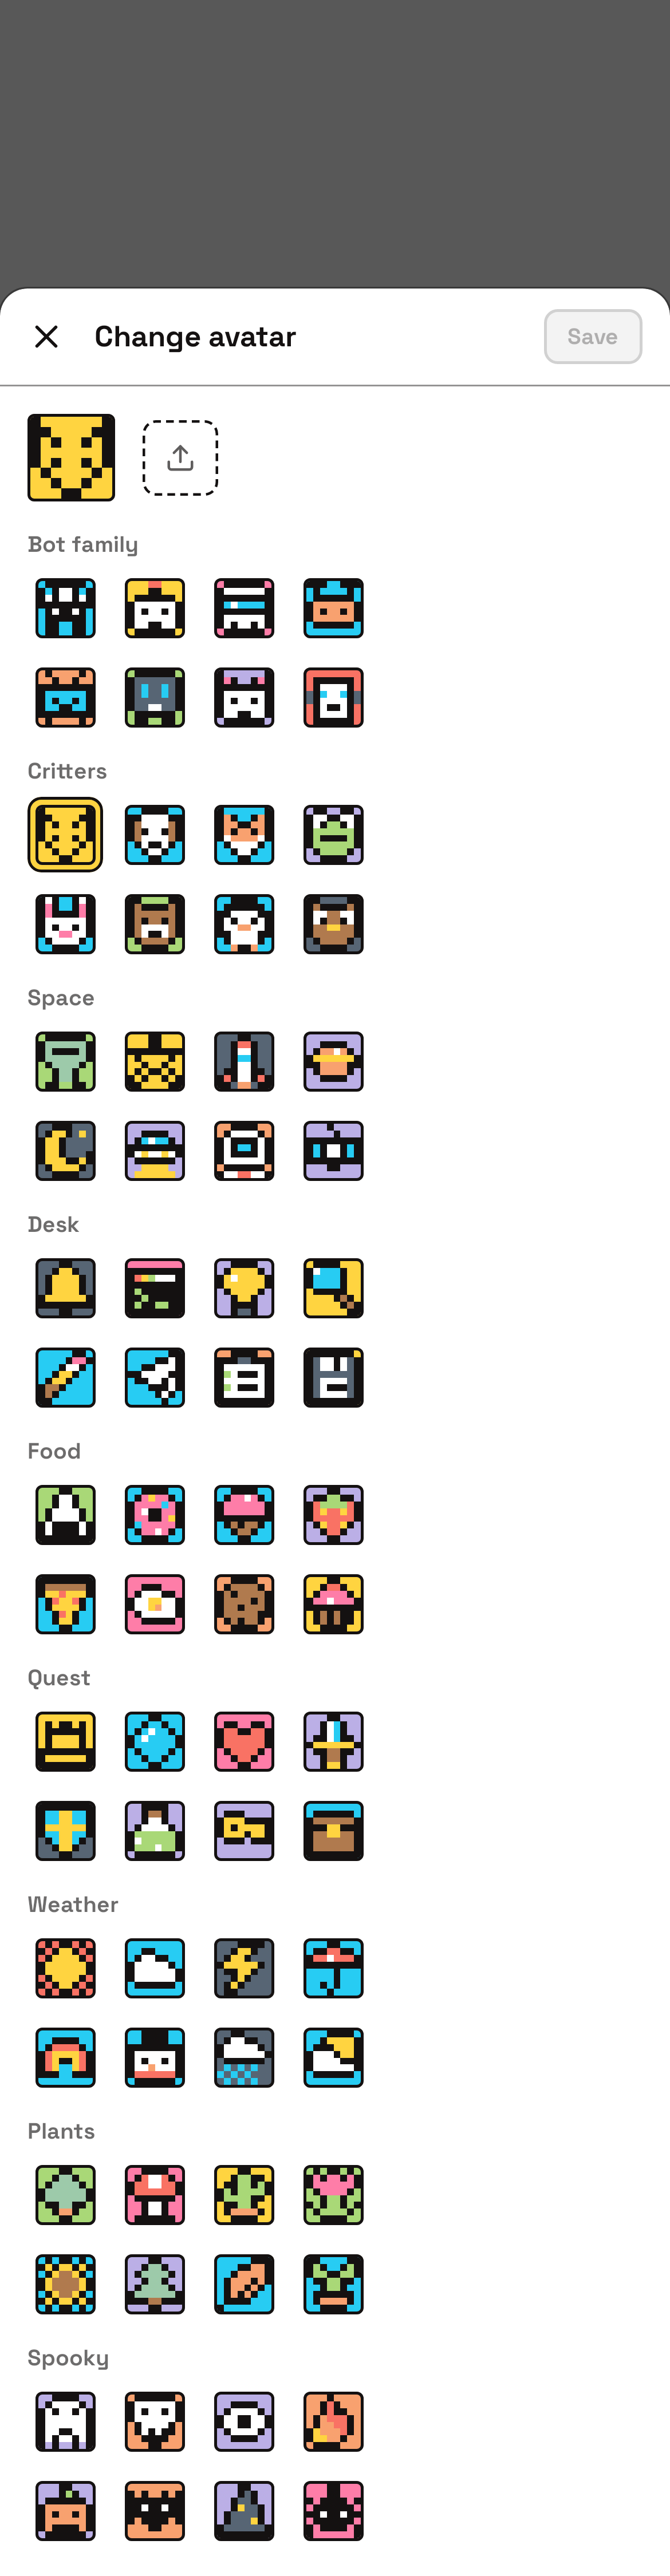 Change avatar
Save
Bot family
Critters
Space
Desk
Food
Quest
Weather
Plants
Spooky